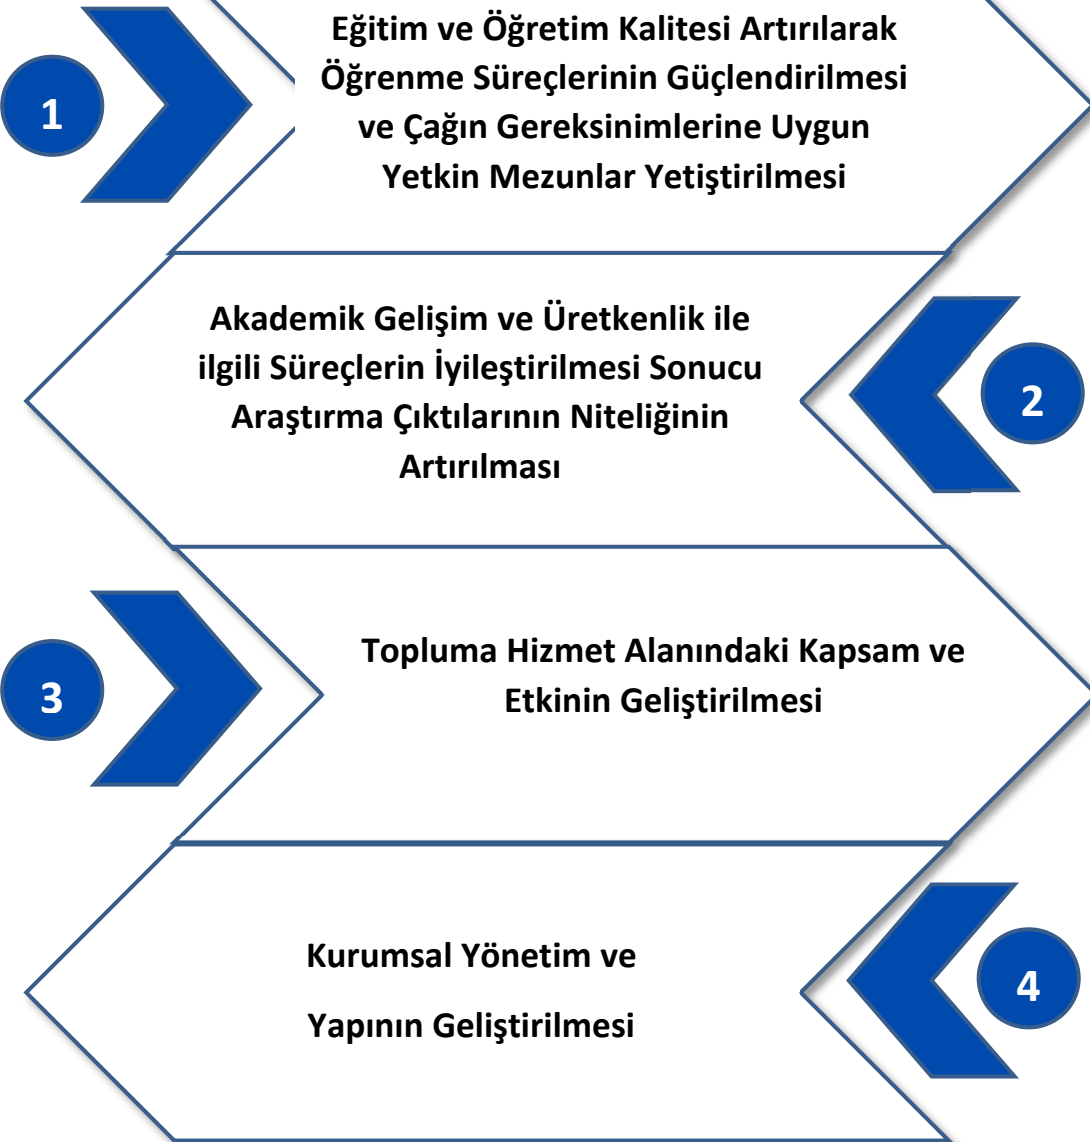 1
Eğitim ve Öğretim Kalitesi Artırılarak
Öğrenme Süreçlerinin Güçlendirilmesi
ve Çağın Gereksinimlerine Uygun
Yetkin Mezunlar Yetiştirilmesi
Akademik Gelişim ve Üretkenlik ile
ilgili Süreçlerin İyileştirilmesi Sonucu
Araştırma Çıktılarının Niteliğinin
Artırılması
2
3
Topluma Hizmet Alanındaki Kapsam ve
Etkinin Geliştirilmesi
Kurumsal Yönetim ve
Yapının Geliştirilmesi
4